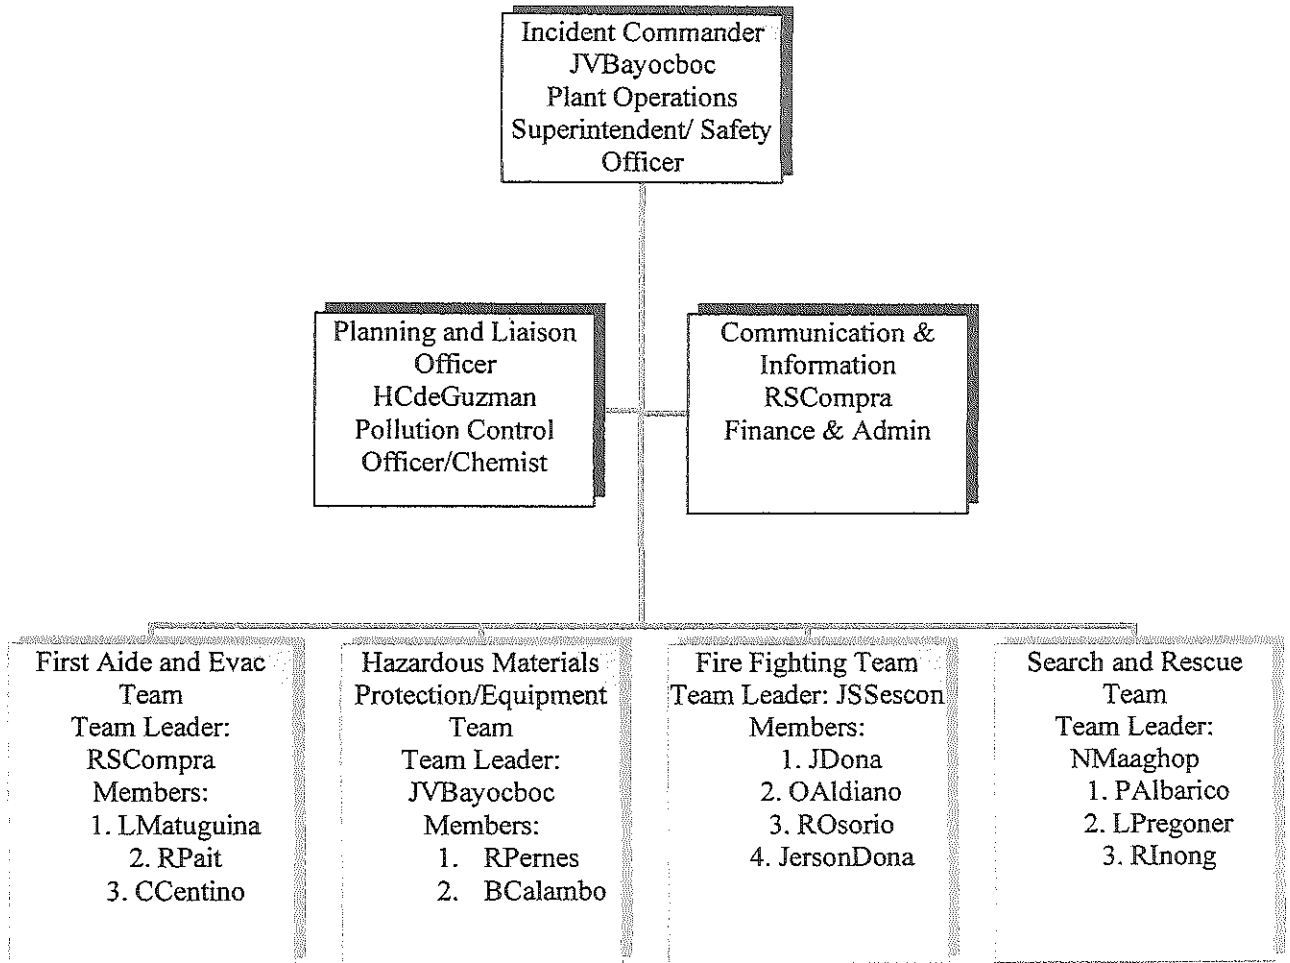 Incident Commander
JVBayocboc
Plant Operations
Superintendent/ Safety
Officer
Planning and Liaison
Officer
HCdeGuzman
Pollution Control
Officer/Chemist
Communication &
Information
RSCompra
Finance & Admin
First Aide and Evac
Team
Team Leader:
RSCompra
Members:
1. LMatuguina
2. RPait
3. CCentino
Hazardous Materials
Protection/Equipment
Team
Team Leader:
JVBayocboc
Members:
1. RPernes
2. BCalambo
Fire Fighting Team
Team Leader: JSSescon
Members:
1. JDona
2. OAldiano
3. ROsorio
4. JersonDona
Search and Rescue
Team
Team Leader:
NMaaghop
1. PAlbarico
2. LPregoner
3. RInong